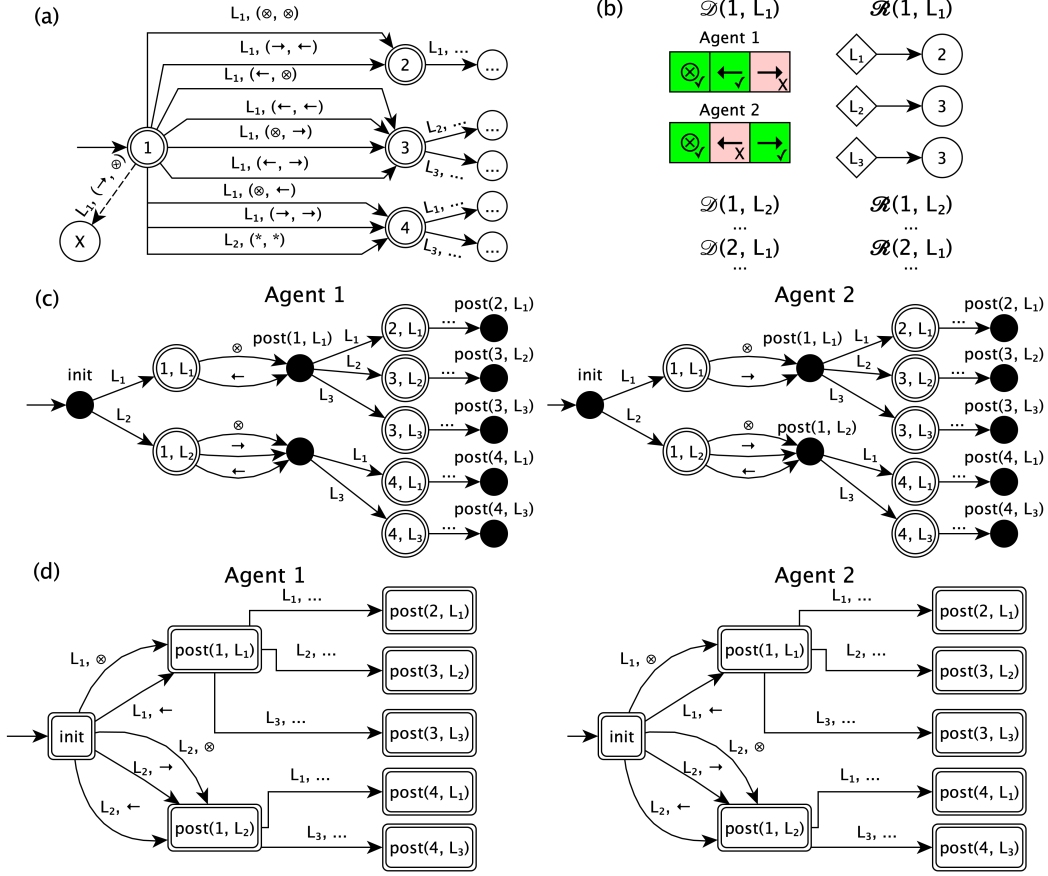 (a)
L₁, (⊗, ⊗)
L₁, (→, ←)
L₁, (←, ⊗)
L₁, (←, ←)
L₁, (⊗, →)
L₁, (←, →)
L₁, (⊗, ←)
L₁, (→, →)
L₂, (*, *)
L₁, (→, ⊗)
1
X
2
3
4
L₁, ...
L₂, ...
L₃, ...
L₁, ...
L₃, ...
...
...
...
...
...
(b)
𝒟(1, L₁)
ℛ(1, L₁)
Agent 1
⊗✓ ←✓ →X
Agent 2
⊗✓ ←X →✓
L₁ 2
L₂ 3
L₃ 3
𝒟(1, L₂)
ℛ(1, L₂)
...
...
𝒟(2, L₁)
ℛ(2, L₁)
...
...
(c)
Agent 1
init
L₁
L₂
1, L₁
1, L₂
⊗
←
⊗
→
←
post(1, L₁)
L₁
L₂
L₃
L₁
L₃
2, L₁
3, L₂
3, L₃
4, L₁
4, L₃
...
...
...
...
...
post(2, L₁)
post(3, L₂)
post(3, L₃)
post(4, L₁)
post(4, L₃)
Agent 2
init
L₁
L₂
1, L₁
1, L₂
⊗
→
⊗
→
←
post(1, L₁)
post(1, L₂)
L₁
L₂
L₃
L₁
L₃
2, L₁
3, L₂
3, L₃
4, L₁
4, L₃
...
...
...
...
...
post(2, L₁)
post(3, L₂)
post(3, L₃)
post(4, L₁)
post(4, L₃)
(d)
Agent 1
init
L₁, ⊗
L₁, ←
L₂, ⊗
L₂, →
L₂, ←
post(1, L₁)
post(1, L₂)
L₁, ...
L₂, ...
L₃, ...
L₁, ...
L₃, ...
post(2, L₁)
post(3, L₂)
post(3, L₃)
post(4, L₁)
post(4, L₃)
Agent 2
init
L₁, ⊗
L₁, ←
L₂, ⊗
L₂, →
L₂, ←
post(1, L₁)
post(1, L₂)
L₁, ...
L₂, ...
L₃, ...
L₁, ...
L₃, ...
post(2, L₁)
post(3, L₂)
post(3, L₃)
post(4, L₁)
post(4, L₃)